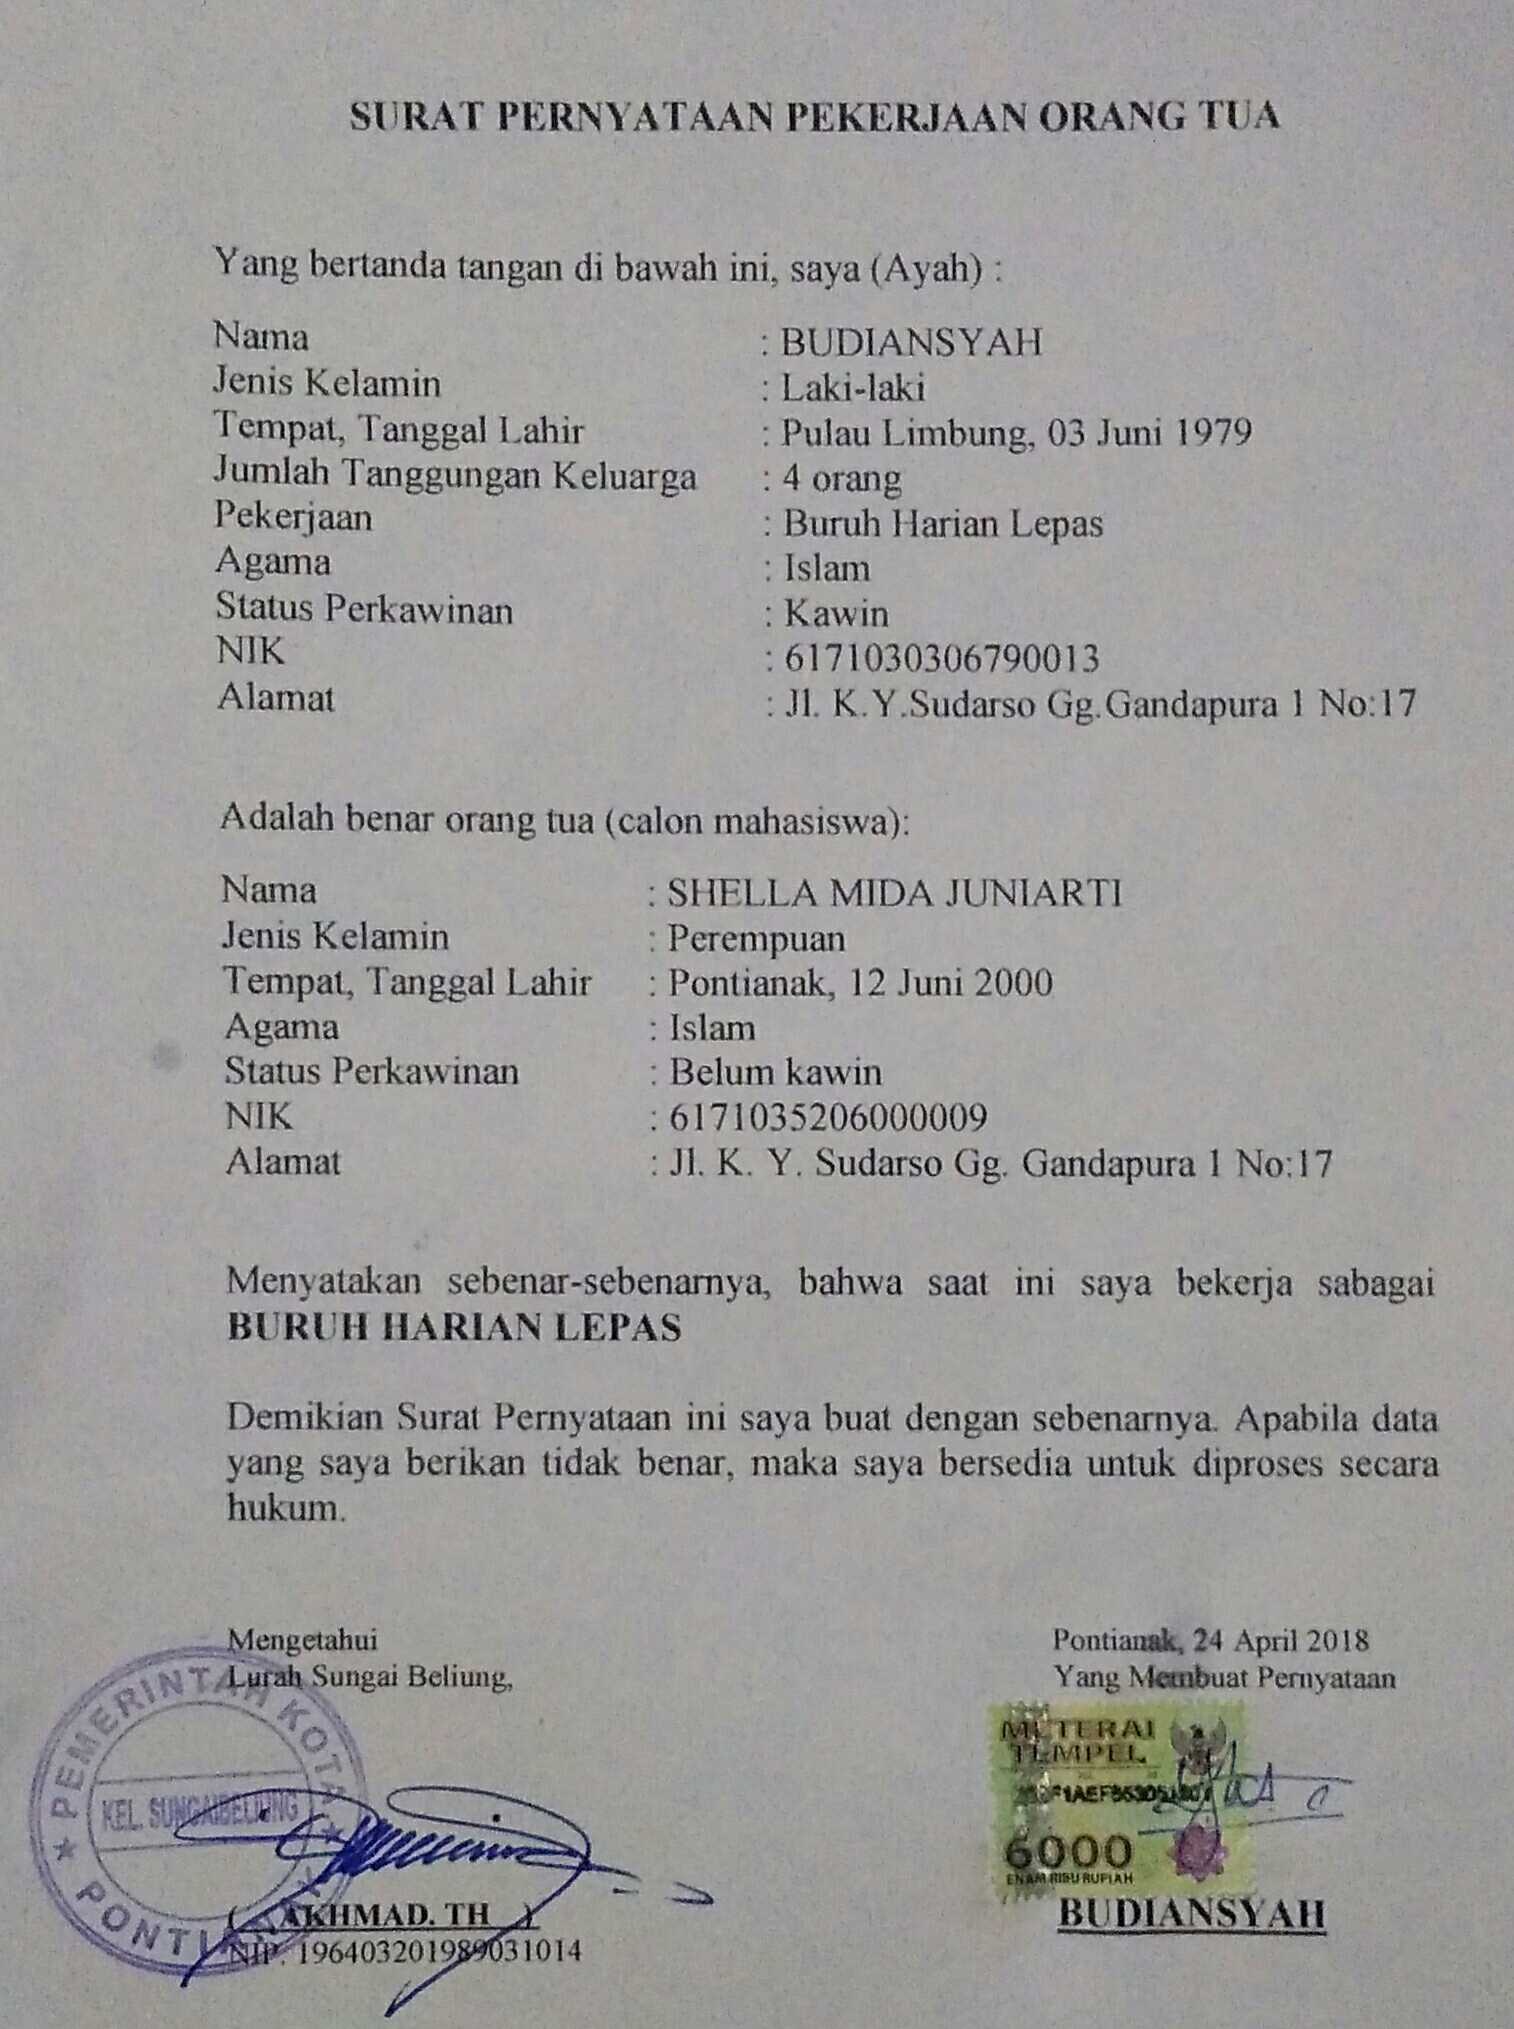 SURAT PERNYATAAN PEKERJAAN ORANG TUA
Yang bertanda tangan di bawah ini, saya (Ayah) :
Nama : BUDIANSYAH
Jenis Kelamin : Laki-laki
Tempat, Tanggal Lahir : Pulau Limbung, 03 Juni 1979
Jumlah Tanggungan Keluarga : 4 orang
Pekerjaan : Buruh Harian Lepas
Agama : Islam
Status Perkawinan : Kawin
NIK : 6171030306790013
Alamat : Jl. K.Y.Sudarso Gg.Gandapura 1 No:17
Adalah benar orang tua (calon mahasiswa):
Nama : SHELLA MIDA JUNIARTI
Jenis Kelamin : Perempuan
Tempat, Tanggal Lahir : Pontianak, 12 Juni 2000
Agama : Islam
Status Perkawinan : Belum kawin
NIK : 6171035206000009
Alamat : Jl. K. Y. Sudarso Gg. Gandapura 1 No:17
Menyatakan sebenar-sebenarnya, bahwa saat ini saya bekerja sabagai
BURUH HARIAN LEPAS
Demikian Surat Pernyataan ini saya buat dengan sebenarnya. Apabila data
yang saya berikan tidak benar, maka saya bersedia untuk diproses secara
hukum.
Mengetahui
Lurah Sungai Beliung,
PEMERINTAH KOTA
KEL. SUNGAIBELIUNG
PONTIANAK
( AKHMAD. TH )
NIP. 196403201989031014
Pontianak, 24 April 2018
Yang Membuat Pernyataan
METERAI
TEMPEL
6000
ENAM RIBU RUPIAH
BUDIANSYAH